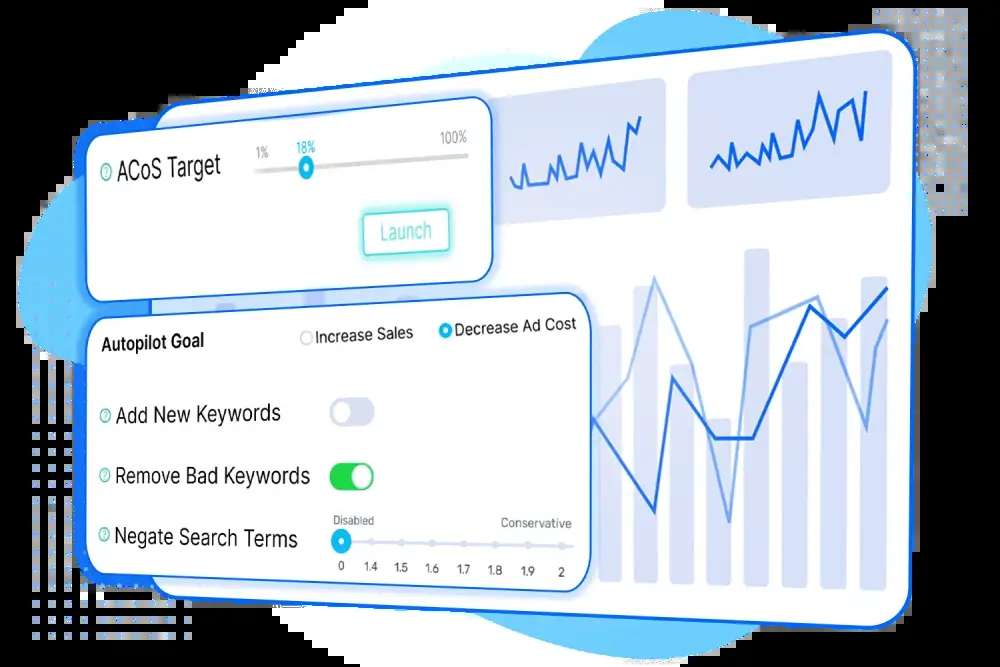 ACoS Target
1% 18% 100%
Launch
Autopilot Goal Increase Sales Decrease Ad Cost
Add New Keywords
Remove Bad Keywords
Negate Search Terms
Disabled Conservative
0 1.4 1.5 1.6 1.7 1.8 1.9 2